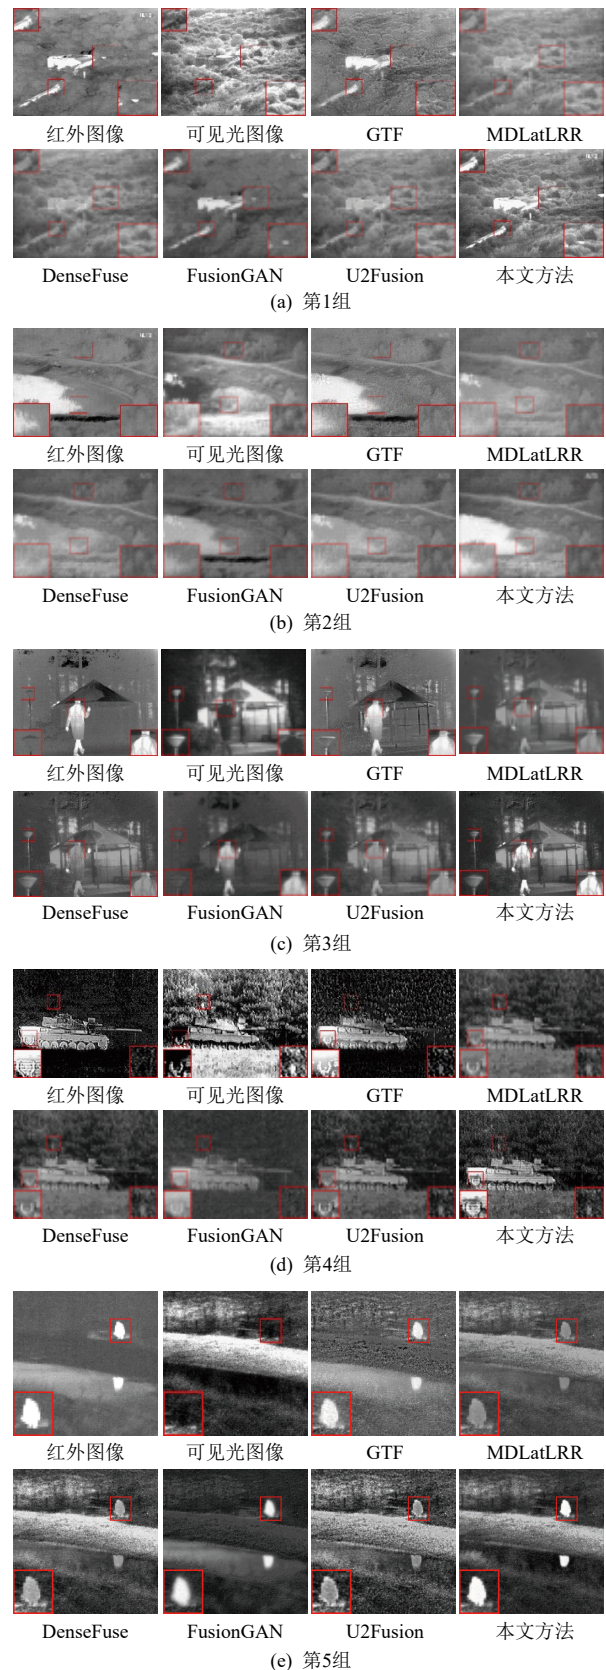 红外图像 可见光图像 GTF MDLatLRR
DenseFuse FusionGAN U2Fusion 本文方法
(a) 第1组
红外图像 可见光图像 GTF MDLatLRR
DenseFuse FusionGAN U2Fusion 本文方法
(b) 第2组
红外图像 可见光图像 GTF MDLatLRR
DenseFuse FusionGAN U2Fusion 本文方法
(c) 第3组
红外图像 可见光图像 GTF MDLatLRR
DenseFuse FusionGAN U2Fusion 本文方法
(d) 第4组
红外图像 可见光图像 GTF MDLatLRR
DenseFuse FusionGAN U2Fusion 本文方法
(e) 第5组